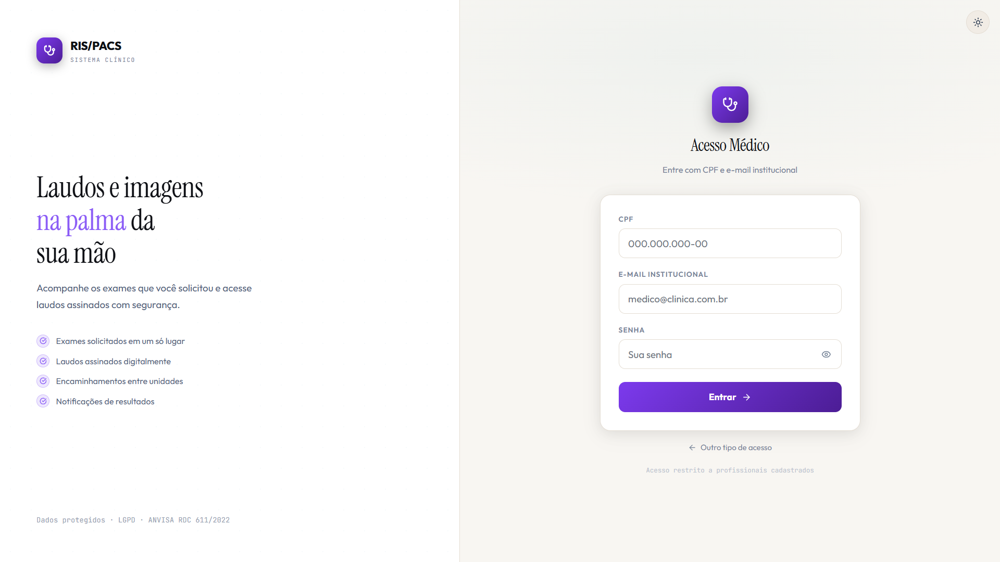 RIS/PACS
SISTEMA CLÍNICO
Laudos e imagens
na palma da
sua mão
Acompanhe os exames que você solicitou e acesse
laudos assinados com segurança.
Exames solicitados em um só lugar
Laudos assinados digitalmente
Encaminhamentos entre unidades
Notificações de resultados
Dados protegidos · LGPD · ANVISA RDC 611/2022
Acesso Médico
Entre com CPF e e-mail institucional
CPF
000.000.000-00
E-MAIL INSTITUCIONAL
medico@clinica.com.br
SENHA
Sua senha
Entrar →
← Outro tipo de acesso
Acesso restrito a profissionais cadastrados